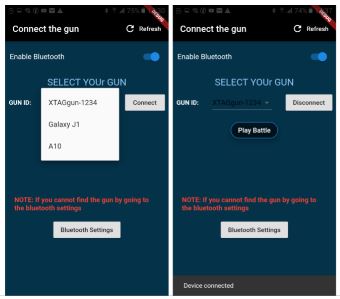 Connect the gun
Refresh
Enable Bluetooth
SELECT YOUr GUN
GUN ID:
XTAGgun-1234
Galaxy J1
A10
Connect
NOTE: If you cannot find the gun by going to
the bluetooth settings
Bluetooth Settings
Connect the gun
Refresh
Enable Bluetooth
SELECT YOUr GUN
GUN ID:
XTAGgun-1234
Disconnect
Play Battle
NOTE: If you cannot find the gun by going to
the bluetooth settings
Bluetooth Settings
Device connected